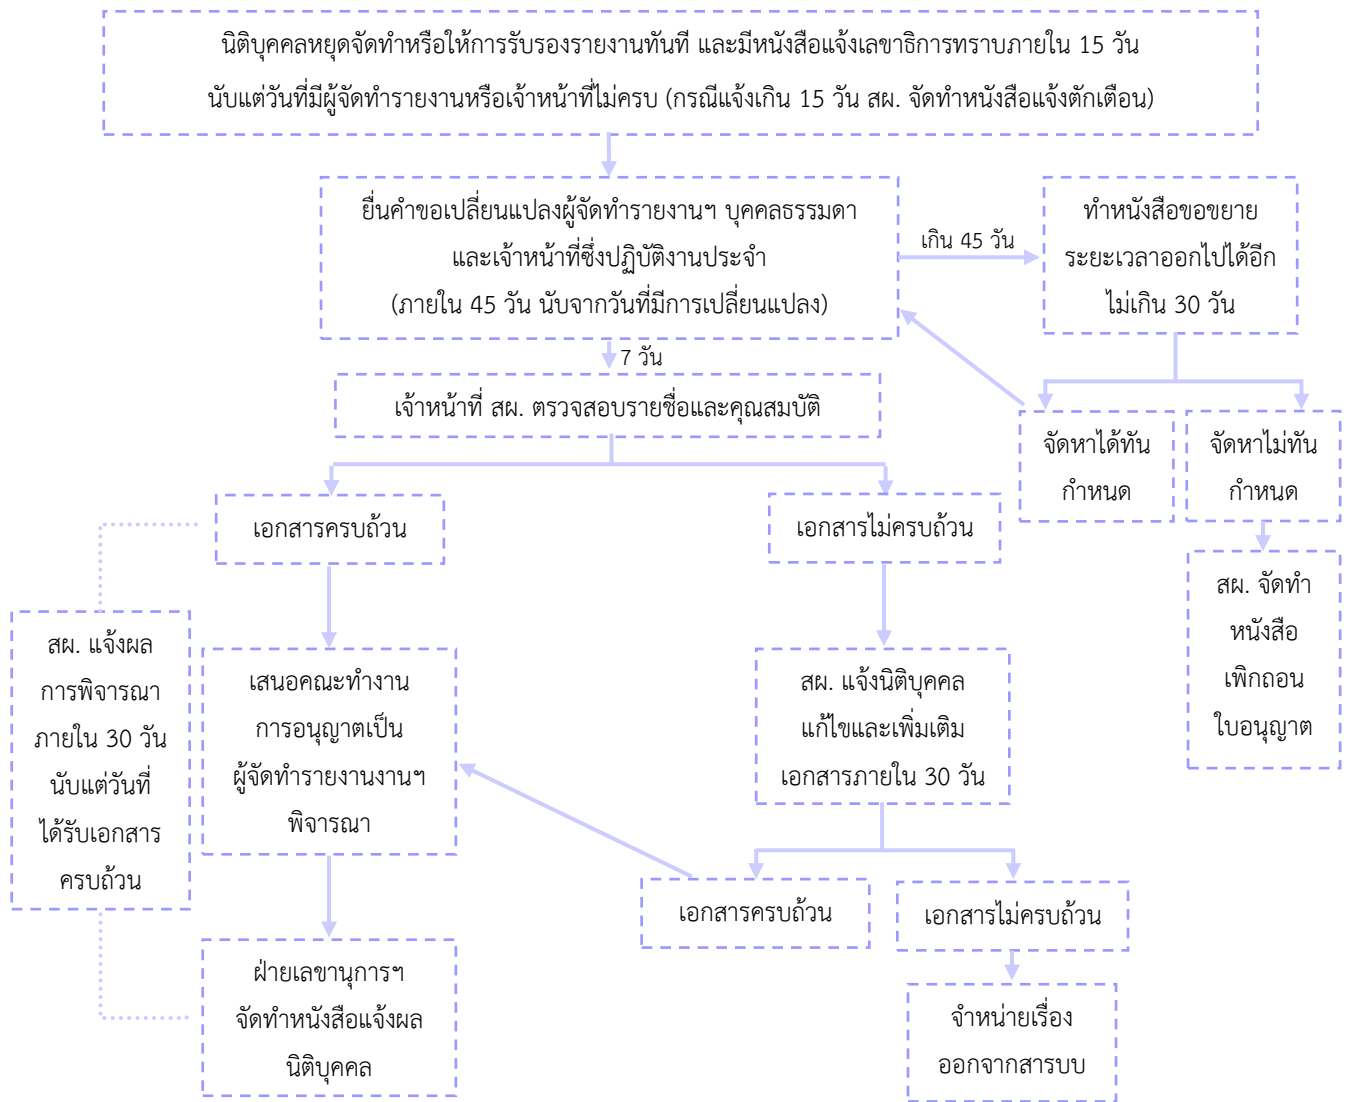 นิติบุคคลหยุดจัดทำหรือให้การรับรองรายงานทันที และมีหนังสือแจ้งเลขาธิการทราบภายใน 15 วัน
นับแต่วันที่มีผู้จัดทำรายงานหรือเจ้าหน้าที่ไม่ครบ (กรณีแจ้งเกิน 15 วัน สผ. จัดทำหนังสือแจ้งตักเตือน)
ยื่นคำขอเปลี่ยนแปลงผู้จัดทำรายงานฯ บุคคลธรรมดา
และเจ้าหน้าที่ซึ่งปฏิบัติงานประจำ
(ภายใน 45 วัน นับจากวันที่มีการเปลี่ยนแปลง)
เกิน 45 วัน
ทำหนังสือขอขยาย
ระยะเวลาออกไปได้อีก
ไม่เกิน 30 วัน
7 วัน
เจ้าหน้าที่ สผ. ตรวจสอบรายชื่อและคุณสมบัติ
จัดหาได้ทัน
กำหนด
จัดหาไม่ทัน
กำหนด
เอกสารครบถ้วน
เอกสารไม่ครบถ้วน
สผ. จัดทำ
หนังสือ
เพิกถอน
ใบอนุญาต
สผ. แจ้งผล
การพิจารณา
ภายใน 30 วัน
นับแต่วันที่
ได้รับเอกสาร
ครบถ้วน
เสนอคณะทำงาน
การอนุญาตเป็น
ผู้จัดทำรายงานงานฯ
พิจารณา
สผ. แจ้งนิติบุคคล
แก้ไขและเพิ่มเติม
เอกสารภายใน 30 วัน
เอกสารครบถ้วน
เอกสารไม่ครบถ้วน
ฝ่ายเลขานุการฯ
จัดทำหนังสือแจ้งผล
นิติบุคคล
จำหน่ายเรื่อง
ออกจากสารบบ